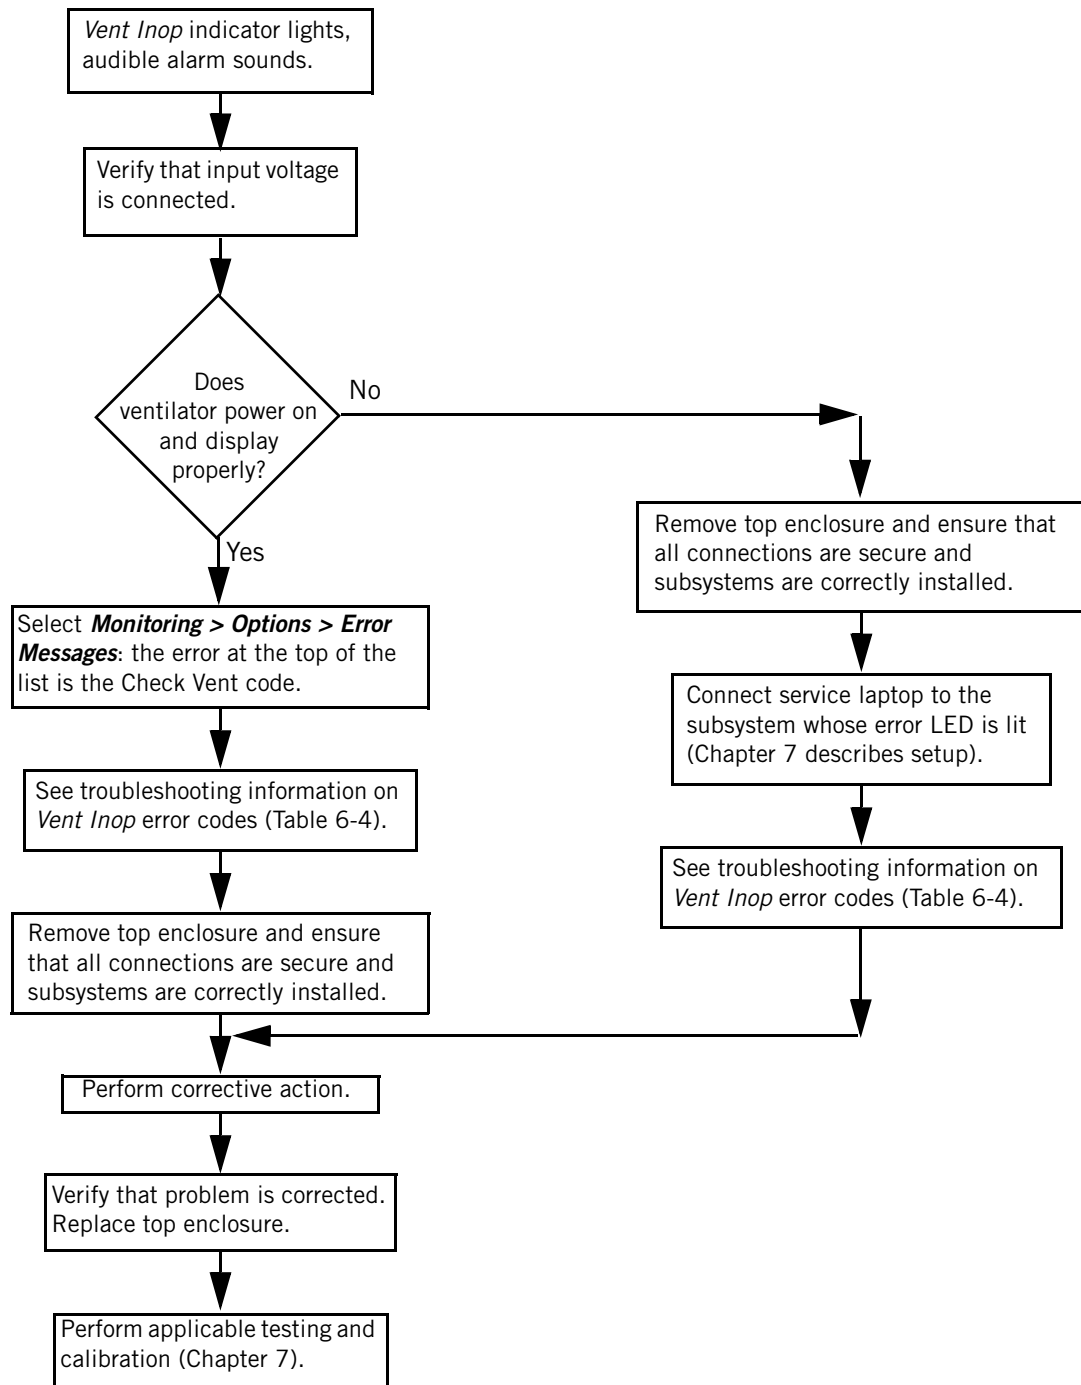 Vent Inop indicator lights,
audible alarm sounds.
Verify that input voltage
is connected.
Does
ventilator power on
and display
properly?
No
Yes
Select Monitoring > Options > Error
Messages: the error at the top of the
list is the Check Vent code.
See troubleshooting information on
Vent Inop error codes (Table 6-4).
Remove top enclosure and ensure
that all connections are secure and
subsystems are correctly installed.
Remove top enclosure and ensure that
all connections are secure and
subsystems are correctly installed.
Connect service laptop to the
subsystem whose error LED is lit
(Chapter 7 describes setup).
See troubleshooting information on
Vent Inop error codes (Table 6-4).
Perform corrective action.
Verify that problem is corrected.
Replace top enclosure.
Perform applicable testing and
calibration (Chapter 7).